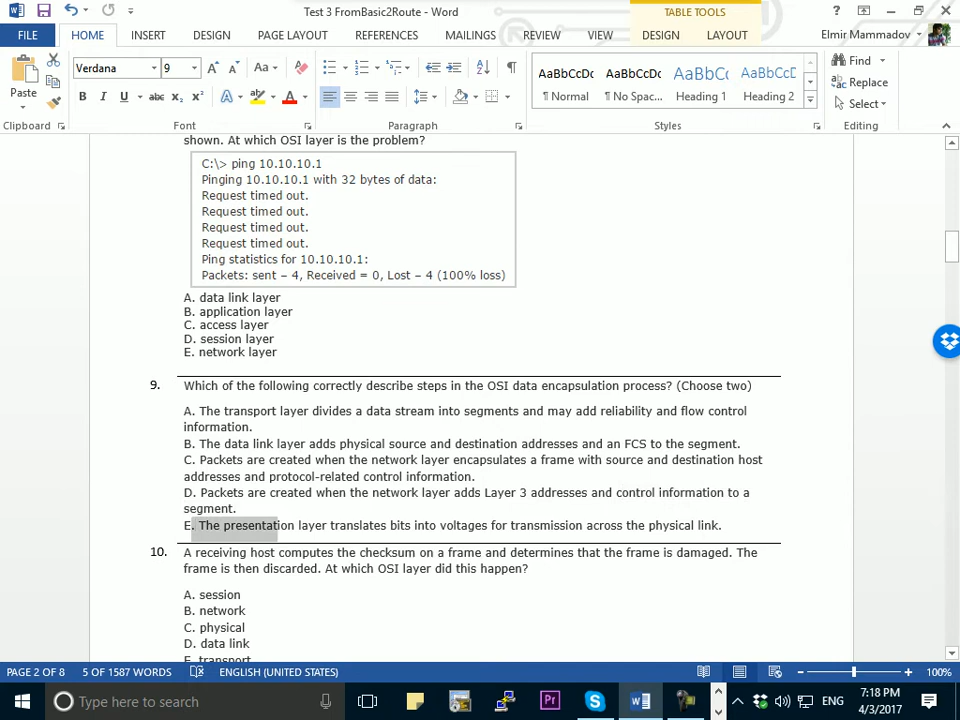 Test 3 FromBasic2Route - Word
TABLE TOOLS
?
FILE
HOME
INSERT
DESIGN
PAGE LAYOUT
REFERENCES
MAILINGS
REVIEW
VIEW
DESIGN
LAYOUT
Elmir Mammadov
Paste
Verdana
9
A A Aa
B I U abc x₂ x² A A
AaBbCcDc
¶ Normal
AaBbCcDc
¶ No Spac...
AaBbC
Heading 1
AaBbCcC
Heading 2
Find
Replace
Select
Clipboard
Font
Paragraph
Styles
Editing
shown. At which OSI layer is the problem?
C:\> ping 10.10.10.1
Pinging 10.10.10.1 with 32 bytes of data:
Request timed out.
Request timed out.
Request timed out.
Request timed out.
Ping statistics for 10.10.10.1:
Packets: sent – 4, Received = 0, Lost – 4 (100% loss)
A. data link layer
B. application layer
C. access layer
D. session layer
E. network layer
9. Which of the following correctly describe steps in the OSI data encapsulation process? (Choose two)
A. The transport layer divides a data stream into segments and may add reliability and flow control
information.
B. The data link layer adds physical source and destination addresses and an FCS to the segment.
C. Packets are created when the network layer encapsulates a frame with source and destination host
addresses and protocol-related control information.
D. Packets are created when the network layer adds Layer 3 addresses and control information to a
segment.
E. The presentation layer translates bits into voltages for transmission across the physical link.
10. A receiving host computes the checksum on a frame and determines that the frame is damaged. The
frame is then discarded. At which OSI layer did this happen?
A. session
B. network
C. physical
D. data link
E. transport
PAGE 2 OF 8
5 OF 1587 WORDS
ENGLISH (UNITED STATES)
100%
Type here to search
Pr
ENG
7:18 PM
4/3/2017